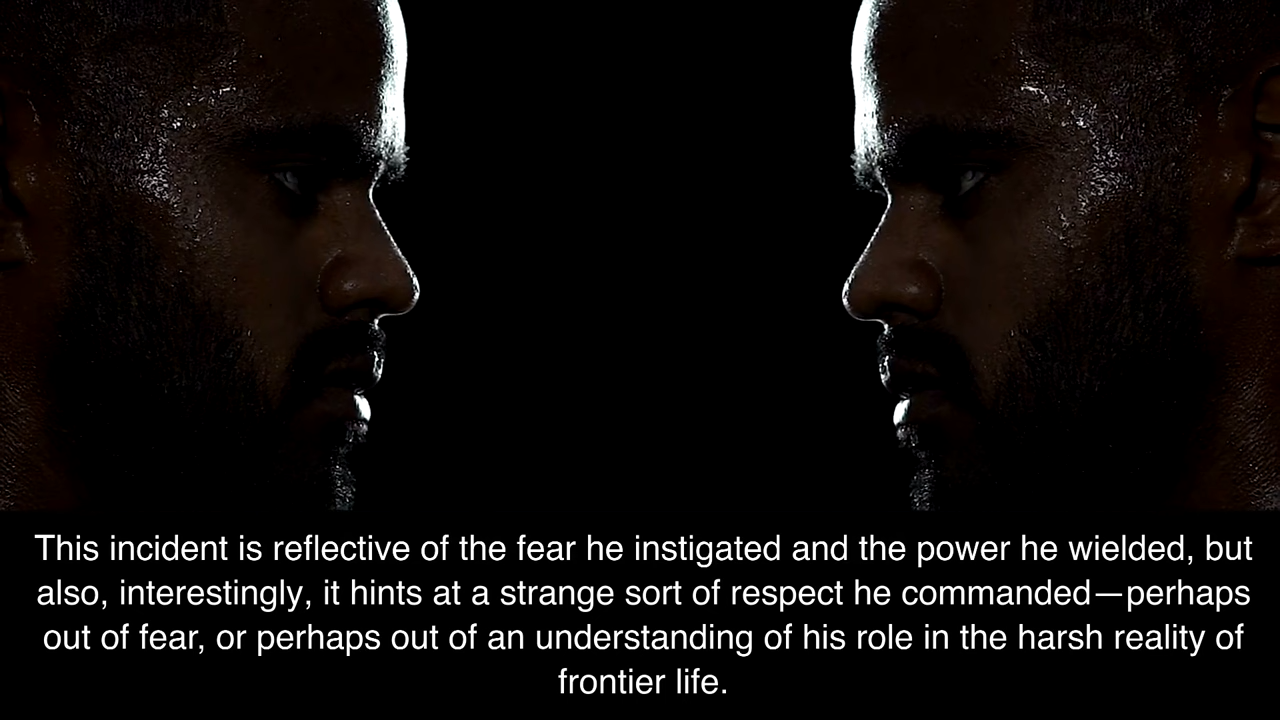 This incident is reflective of the fear he instigated and the power he wielded, but
also, interestingly, it hints at a strange sort of respect he commanded—perhaps
out of fear, or perhaps out of an understanding of his role in the harsh reality of
frontier life.